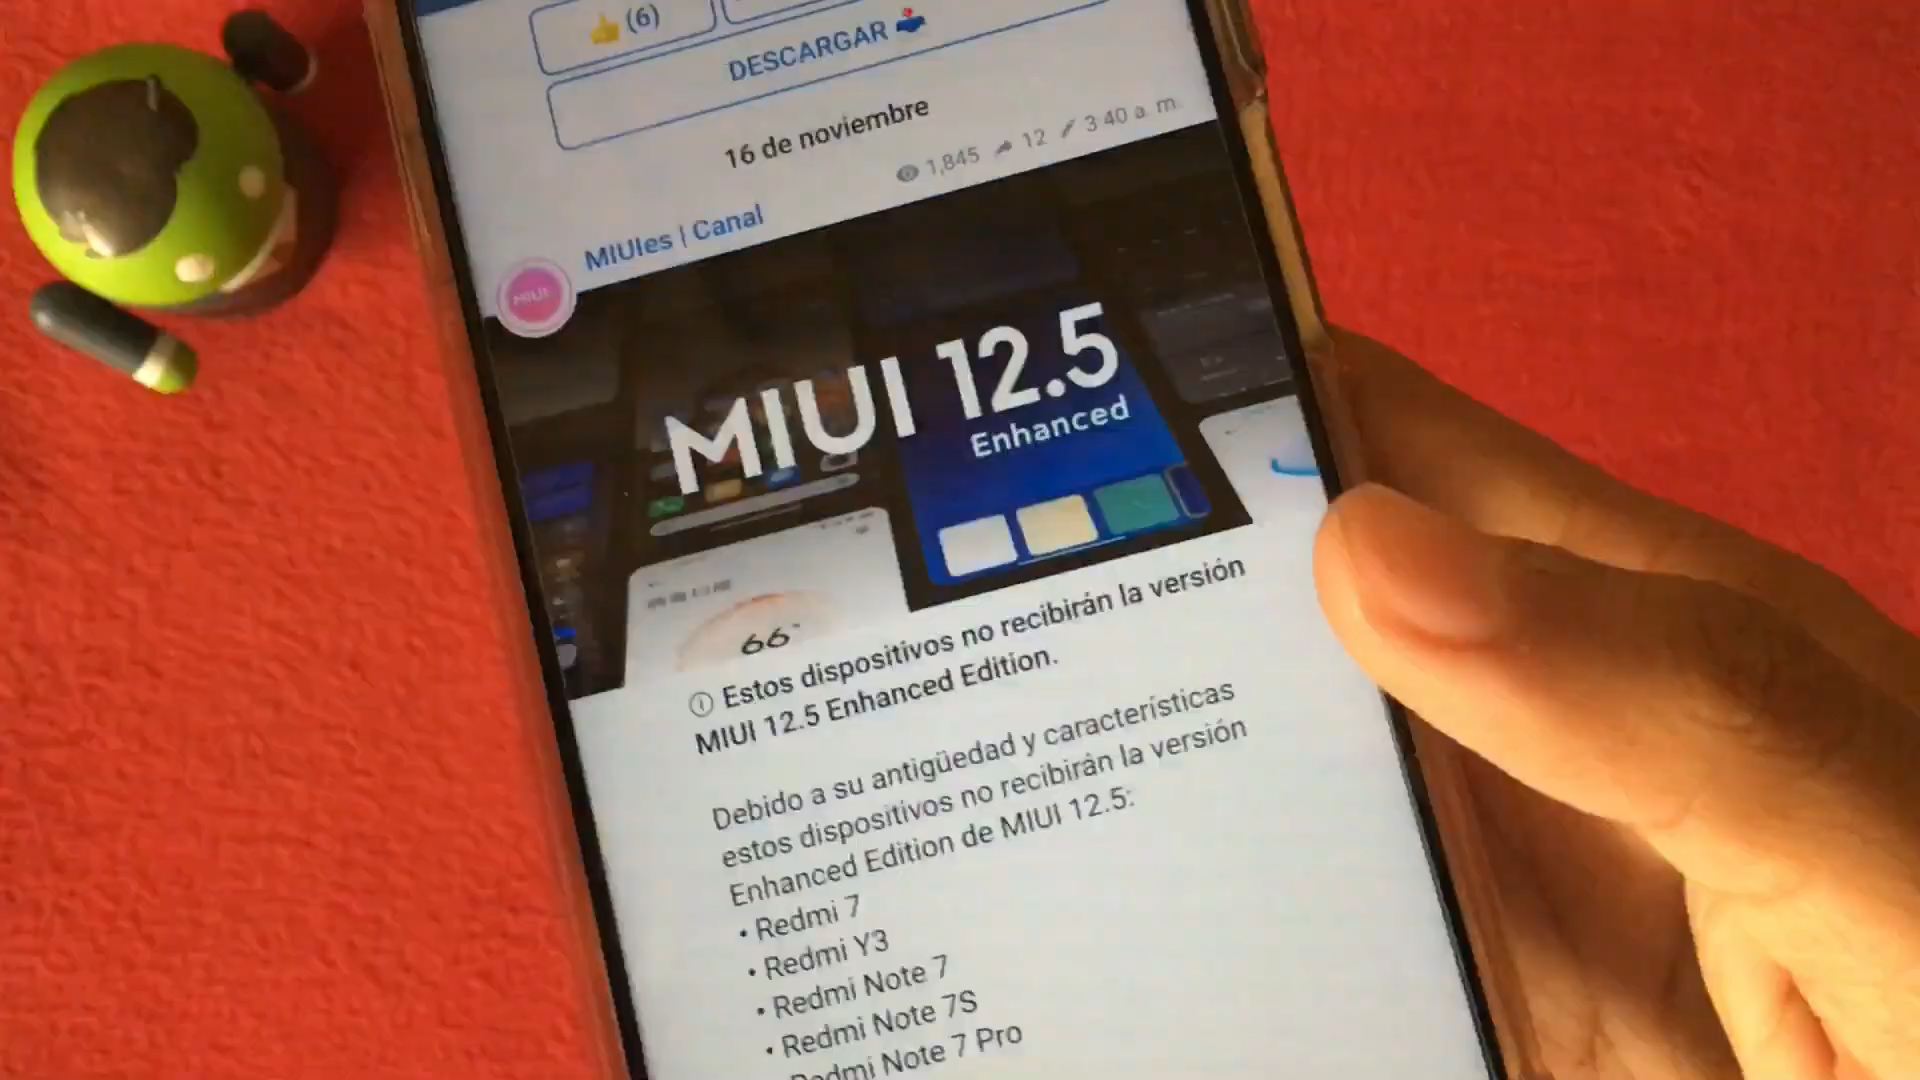 👍 (6)
DESCARGAR
16 de noviembre
1,845 12 3:40 a. m.
MIUIes | Canal
MIUI
MIUI 12.5
Enhanced
66°
Estos dispositivos no recibirán la versión
MIUI 12.5 Enhanced Edition.
Debido a su antigüedad y características
estos dispositivos no recibirán la versión
Enhanced Edition de MIUI 12.5:
• Redmi 7
• Redmi Y3
• Redmi Note 7
• Redmi Note 7S
Redmi Note 7 Pro